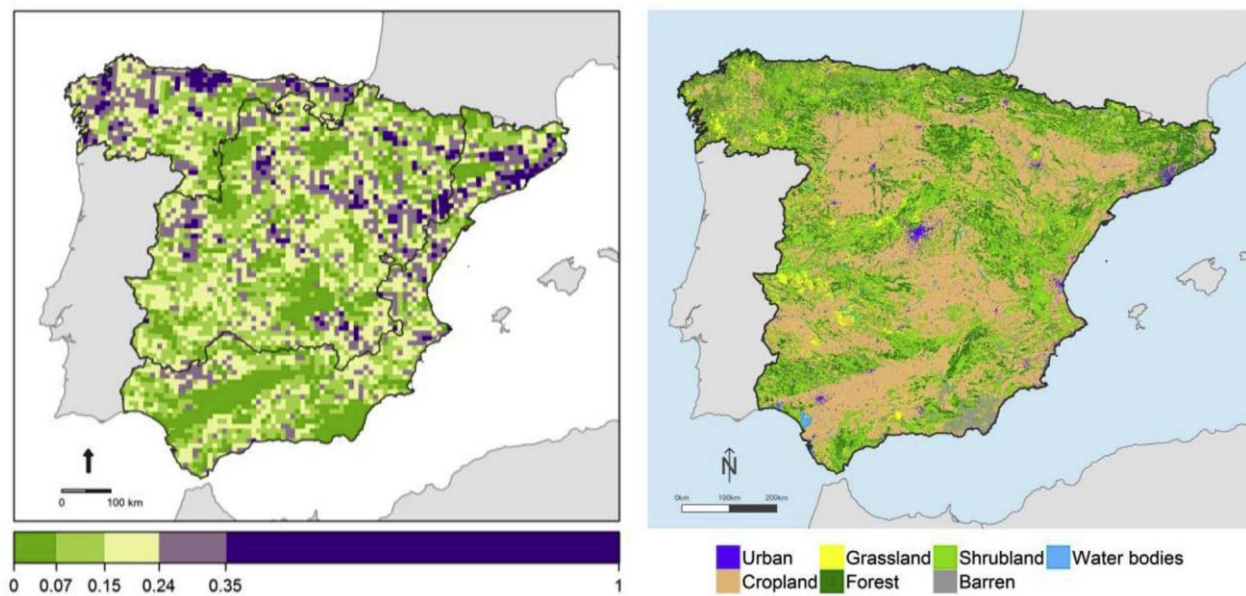 0 100 km
0 0.07 0.15 0.24 0.35 1
N
0km 100km 200km
Urban Grassland Shrubland Water bodies
Cropland Forest Barren